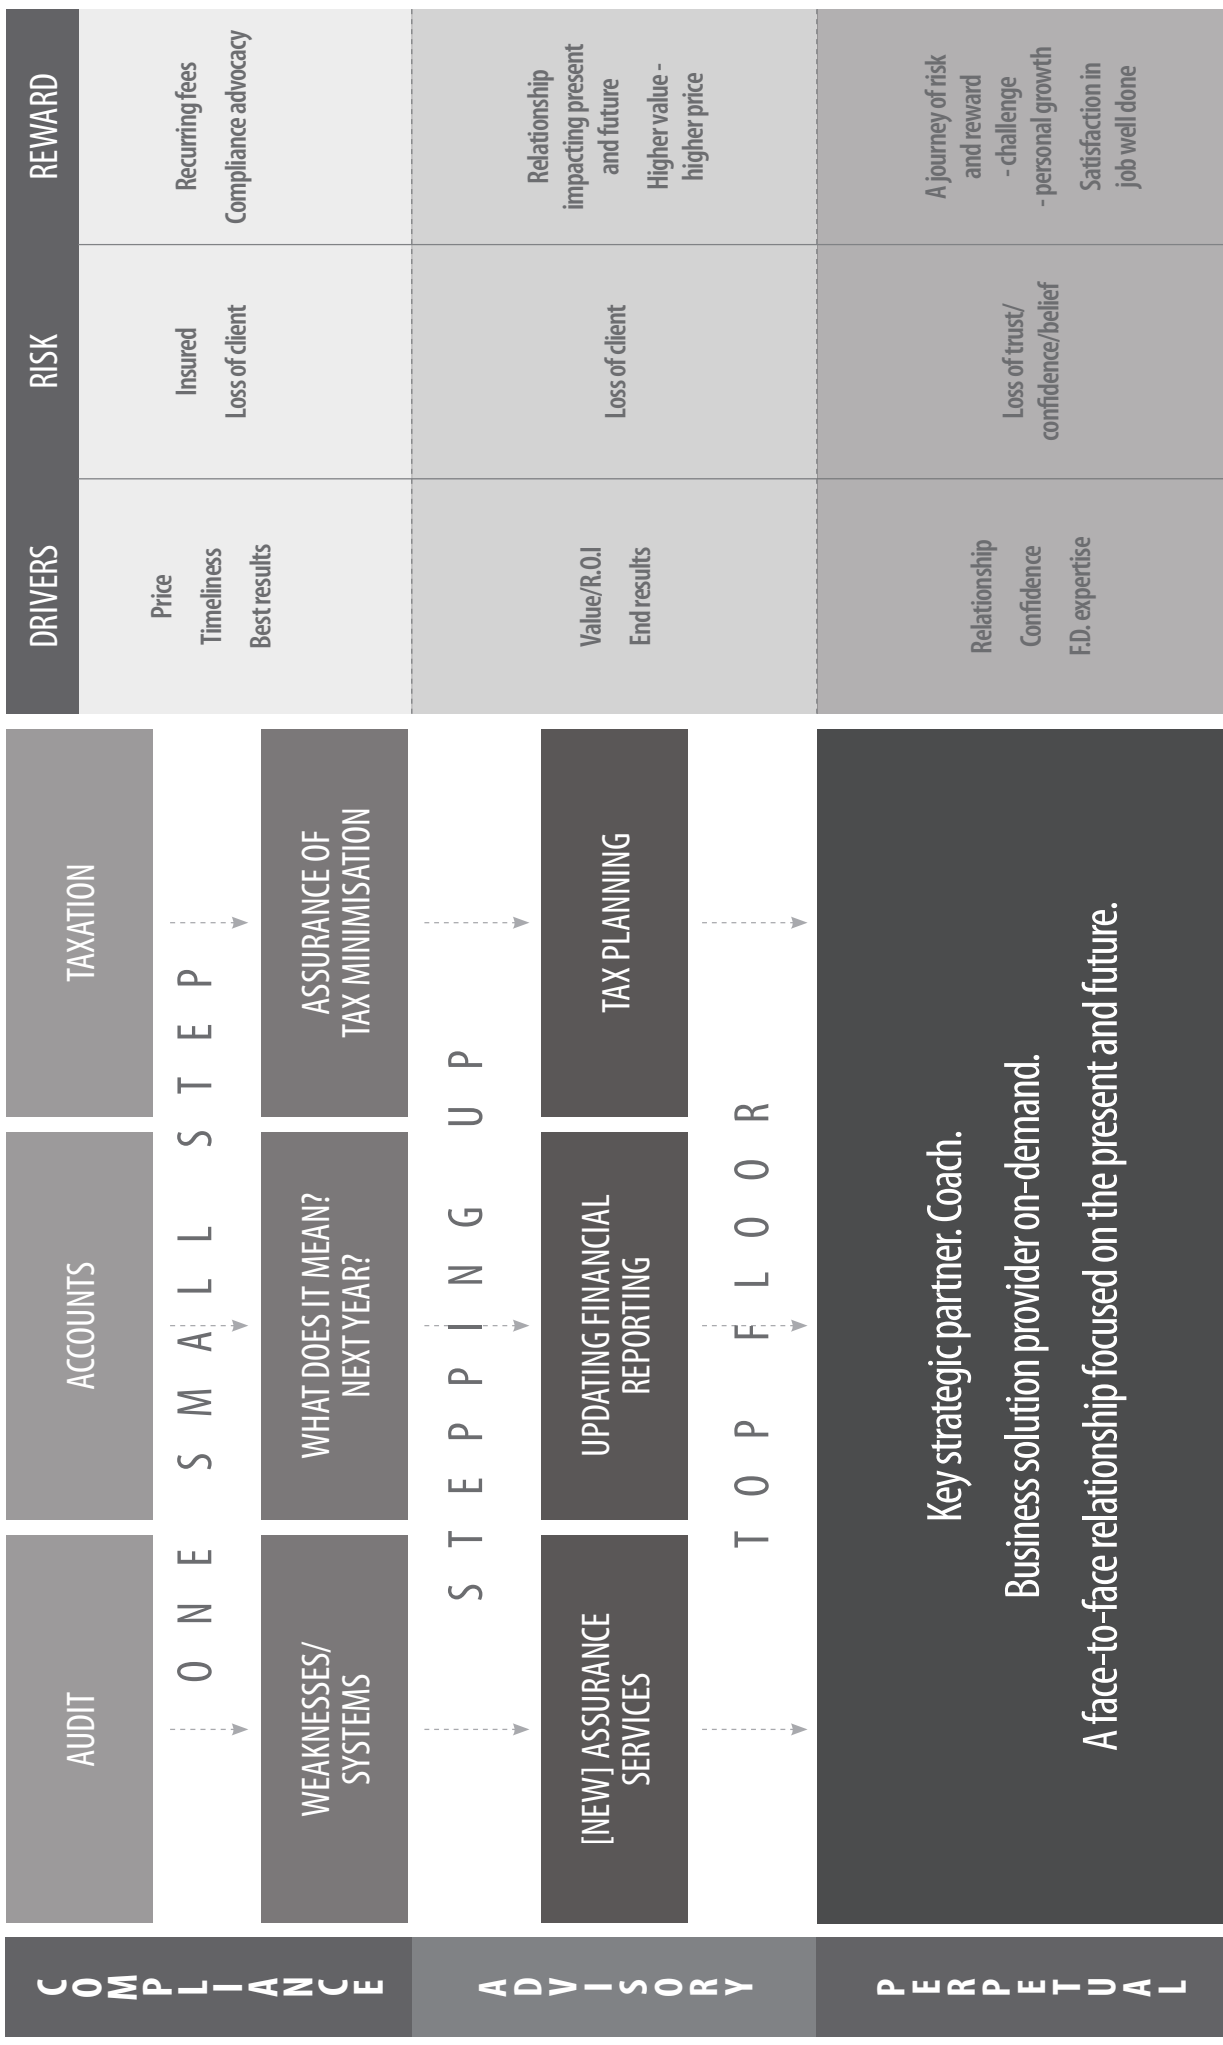 COMPLIANCE
AUDIT
ACCOUNTS
TAXATION
ONE SMALL STEP
WEAKNESSES/
SYSTEMS
WHAT DOES IT MEAN?
NEXT YEAR?
ASSURANCE OF
TAX MINIMISATION
ADVISORY
STEPPING UP
[NEW] ASSURANCE
SERVICES
UPDATING FINANCIAL
REPORTING
TAX PLANNING
TOP FLOOR
PERPETUAL
Key strategic partner. Coach.
Business solution provider on-demand.
A face-to-face relationship focused on the present and future.
DRIVERS
RISK
REWARD
Price
Timeliness
Best results
Insured
Loss of client
Recurring fees
Compliance advocacy
Value/R.O.I
End results
Loss of client
Relationship
impacting present
and future
Higher value -
higher price
Relationship
Confidence
F.D. expertise
Loss of trust/
confidence/belief
A journey of risk
and reward
- challenge
- personal growth
Satisfaction in
job well done